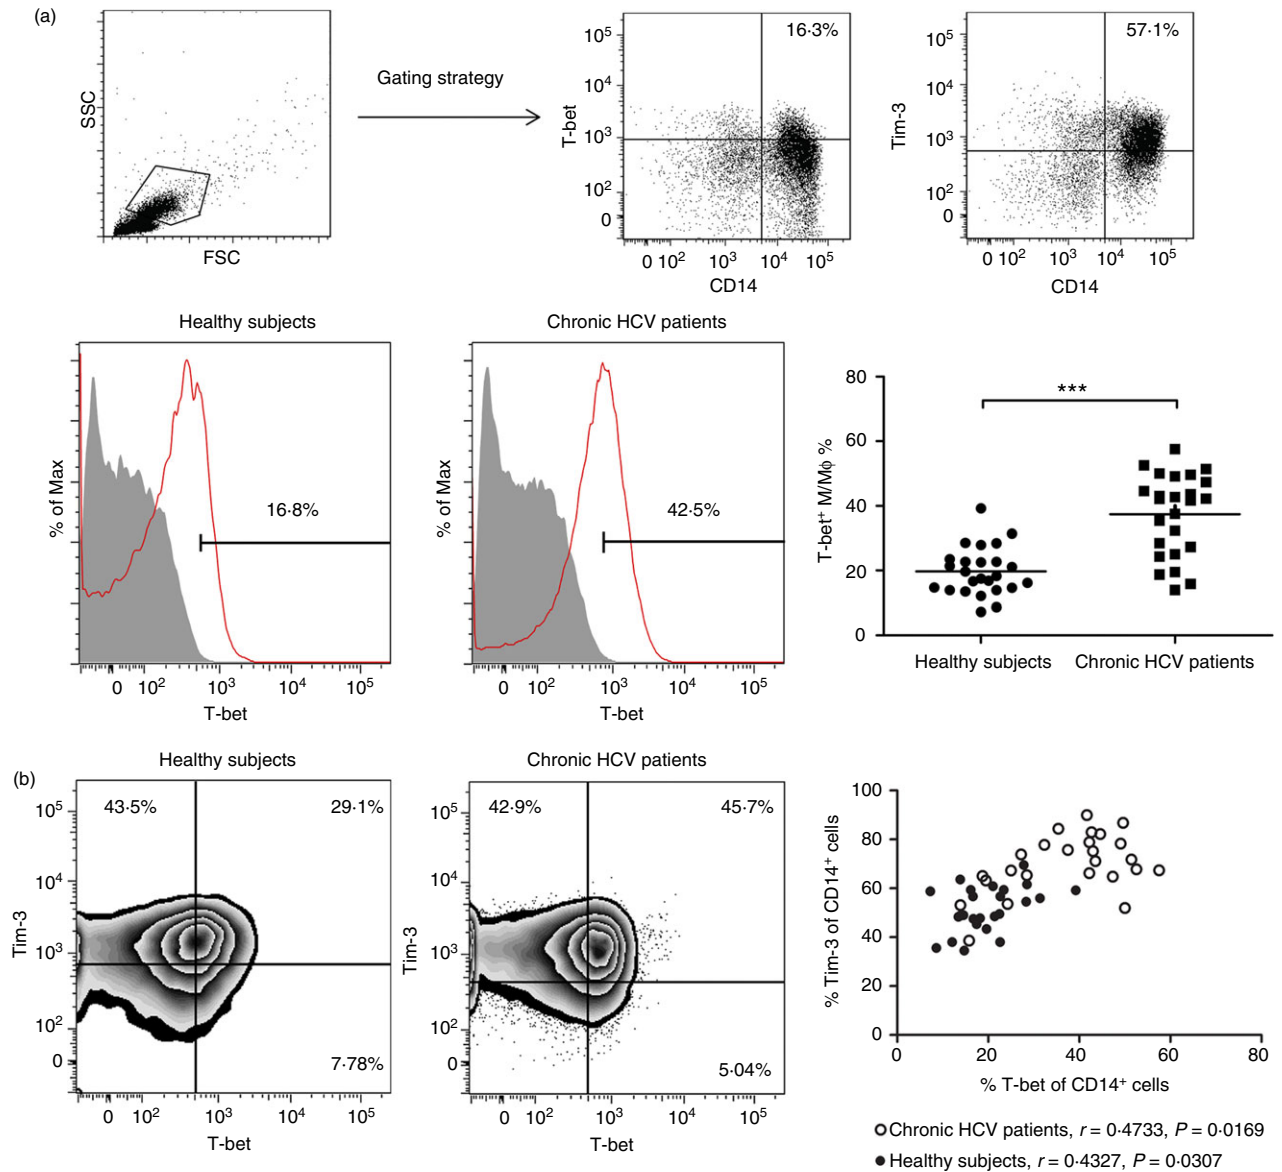 (a)
SSC
FSC
Gating strategy
16·3%
T-bet
10⁵
10⁴
10³
10²
0
0 10² 10³ 10⁴ 10⁵
CD14
57·1%
Tim-3
10⁵
10⁴
10³
10²
0
0 10² 10³ 10⁴ 10⁵
CD14
Healthy subjects
% of Max
16·8%
0 10² 10³ 10⁴ 10⁵
T-bet
Chronic HCV patients
% of Max
42·5%
0 10² 10³ 10⁴ 10⁵
T-bet
T-bet⁺ M/Mϕ %
80
60
40
20
0
***
Healthy subjects Chronic HCV patients
(b)
Healthy subjects
43·5% 29·1%
7·78%
Tim-3
10⁵
10⁴
10³
10²
0
0 10² 10³ 10⁴ 10⁵
T-bet
Chronic HCV patients
42·9% 45·7%
5·04%
Tim-3
10⁵
10⁴
10³
10²
0
0 10² 10³ 10⁴ 10⁵
T-bet
% Tim-3 of CD14⁺ cells
100
80
60
40
20
0
0 20 40 60 80
% T-bet of CD14⁺ cells
Chronic HCV patients, r = 0·4733, P = 0·0169
Healthy subjects, r = 0·4327, P = 0·0307